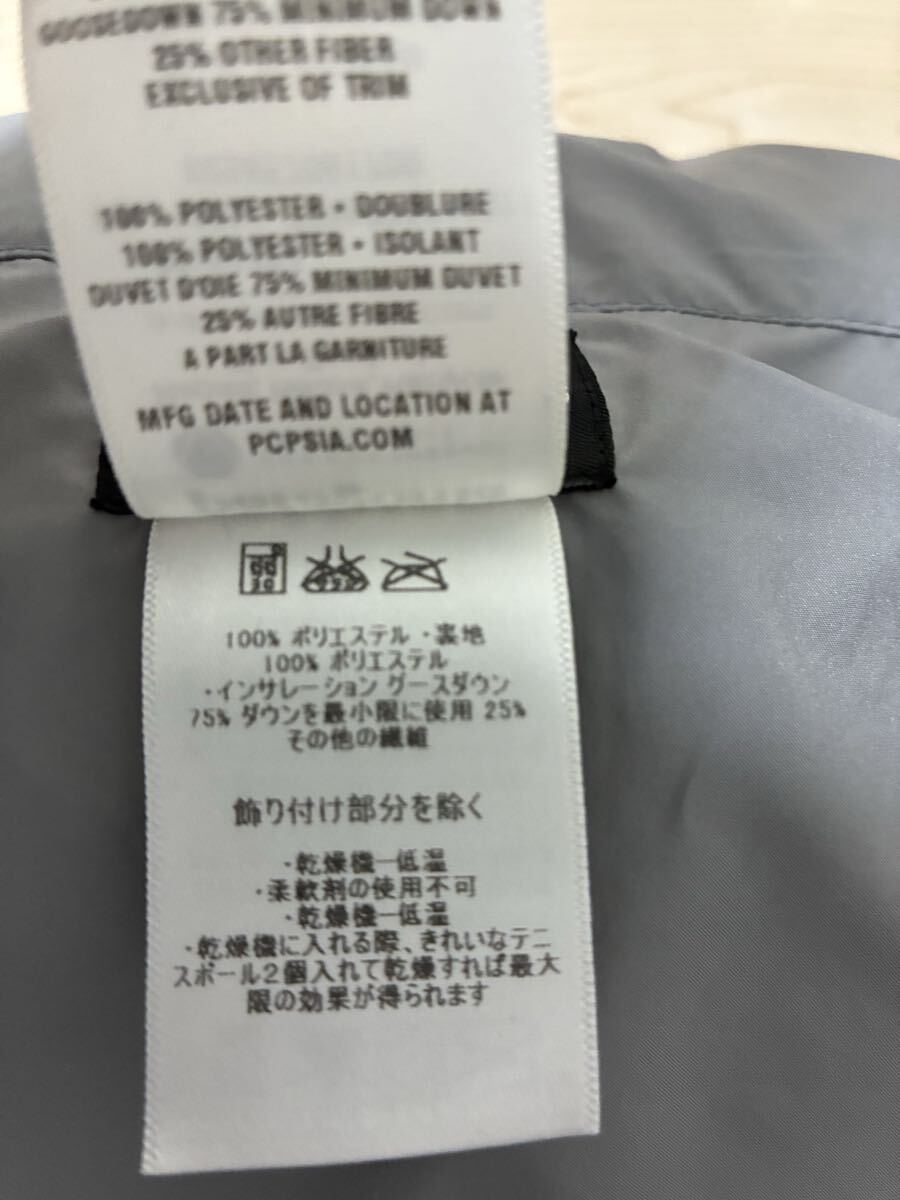 GOOSEDOWN 75% MINIMUM DOWN
25% OTHER FIBER
EXCLUSIVE OF TRIM
100% POLYESTER • DOUBLURE
100% POLYESTER • ISOLANT
DUVET D'OIE 75% MINIMUM DUVET
25% AUTRE FIBRE
A PART LA GARNITURE
MFG DATE AND LOCATION AT
PCPSIA.COM
100% ポリエステル ・裏地
100% ポリエステル
・インサレーション グースダウン
75% ダウンを最小限に使用 25%
その他の繊維
飾り付け部分を除く
・乾燥機ー低温
・柔軟剤の使用不可
・乾燥機ー低温
・乾燥機に入れる際、きれいなテニ
スボール2個入れて乾燥すれば最大
限の効果が得られます